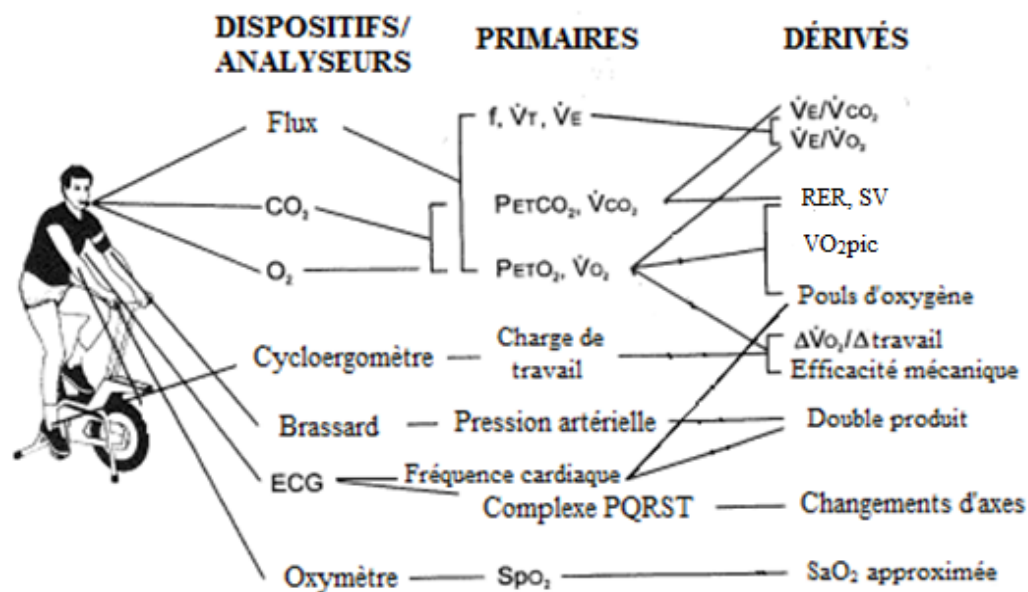 DISPOSITIFS/
ANALYSEURS
PRIMAIRES
DÉRIVÉS
Flux
f, V̇T, V̇E
V̇E/V̇CO₂
V̇E/V̇O₂
CO₂
PETCO₂, V̇CO₂
RER, SV
VO₂pic
O₂
PETO₂, V̇O₂
Pouls d'oxygène
Cycloergomètre
Charge de
travail
ΔV̇O₂/Δ travail
Efficacité mécanique
Brassard
Pression artérielle
Double produit
ECG
Fréquence cardiaque
Complexe PQRST
Changements d'axes
Oxymètre
SpO₂
SaO₂ approximée